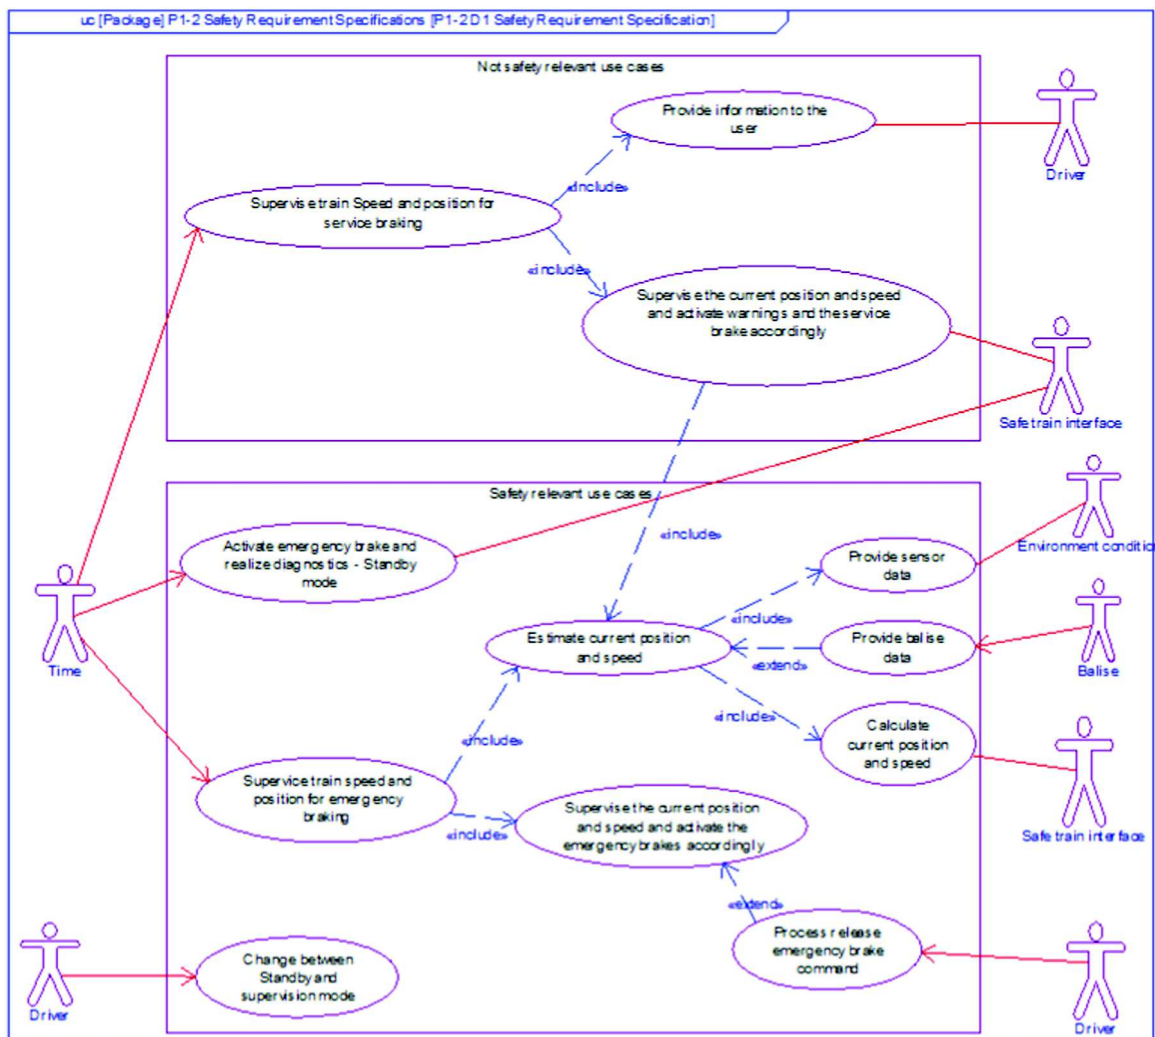 uc [Package] P1-2 Safety Requirement Specifications [P1-2 D1 Safety Requirement Specification]
Not safety relevant use cases
Provide information to the
user
Driver
«include»
Supervise train Speed and position for
service braking
«include»
Supervise the current position and speed
and activate warnings and the service
brake accordingly
Safe train interface
Safety relevant use cases
Activate emergency brake and
realize diagnostics - Standby
mode
«include»
Provide sensor
data
Environment condition
«include»
Time
Estimate current position
and speed
«extend»
Provide balise
data
Balise
«include»
Calculate
current position
and speed
«include»
Supervice train speed and
position for emergency
braking
«include»
Supervise the current position
and speed and activate the
emergency brakes accordingly
Safe train interface
«extend»
Process release
emergency brake
command
Change between
Standby and
supervision mode
Driver
Driver